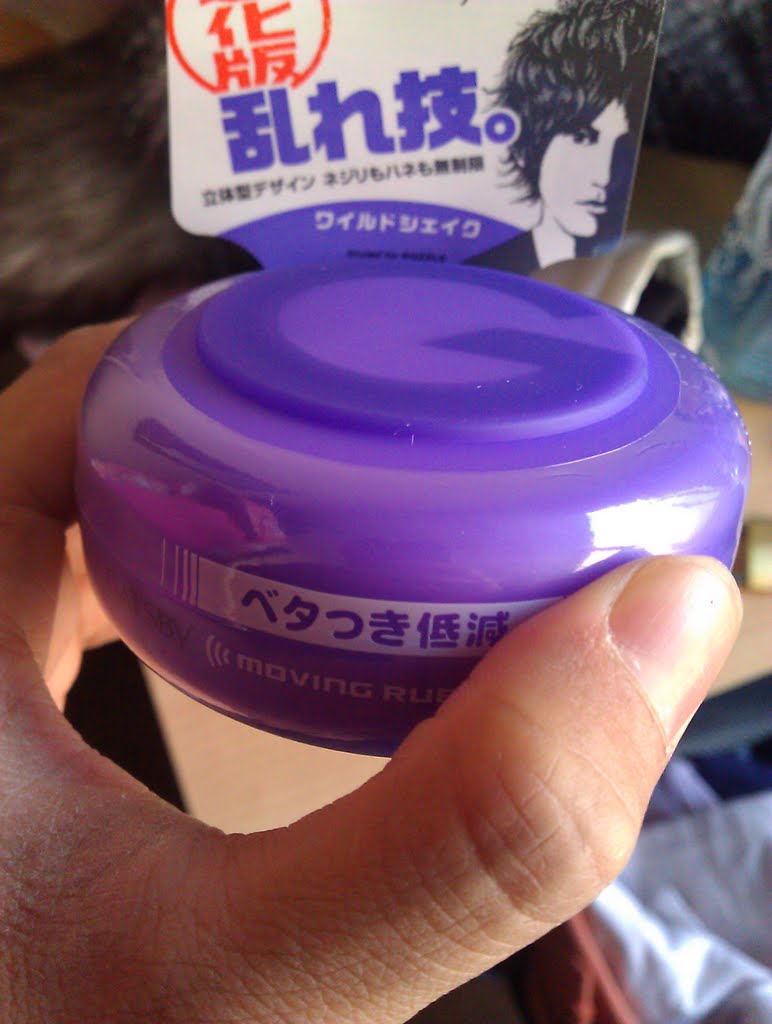 化版
乱れ技。
立体型デザイン ネジリもハネも無制限
ワイルドシェイク
ベタつき低減
TSBY MOVING RUB